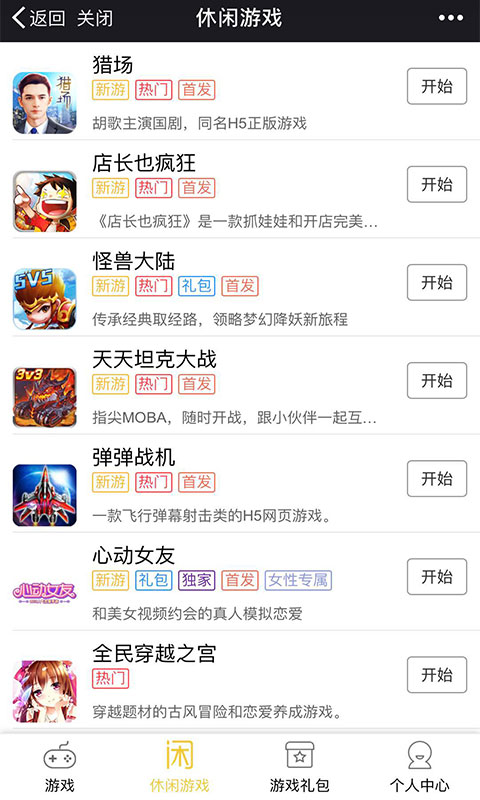 返回 关闭 休闲游戏
猎场
猎场
新游 热门 首发
开始
胡歌主演国剧，同名H5正版游戏
店长也疯狂
新游 热门 首发
开始
《店长也疯狂》是一款抓娃娃和开店完美…
怪兽大陆
5V5
新游 热门 礼包 首发
开始
传承经典取经路，领略梦幻降妖新旅程
天天坦克大战
3v3
新游 热门 首发
开始
指尖MOBA，随时开战，跟小伙伴一起互…
弹弹战机
新游 热门 首发
开始
一款飞行弹幕射击类的H5网页游戏。
心动女友
心动女友
新游 礼包 独家 首发 女性专属
开始
和美女视频约会的真人模拟恋爱
全民穿越之宫
热门
开始
穿越题材的古风冒险和恋爱养成游戏。
闲
游戏 休闲游戏 游戏礼包 个人中心